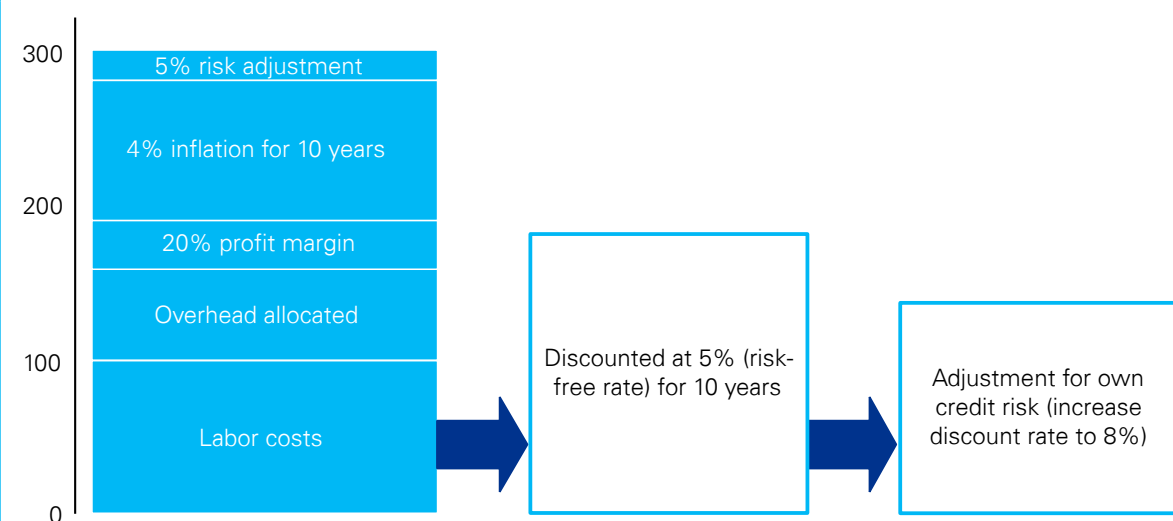 300
200
100
0
5% risk adjustment
4% inflation for 10 years
20% profit margin
Overhead allocated
Labor costs
Discounted at 5% (risk-
free rate) for 10 years
Adjustment for own
credit risk (increase
discount rate to 8%)